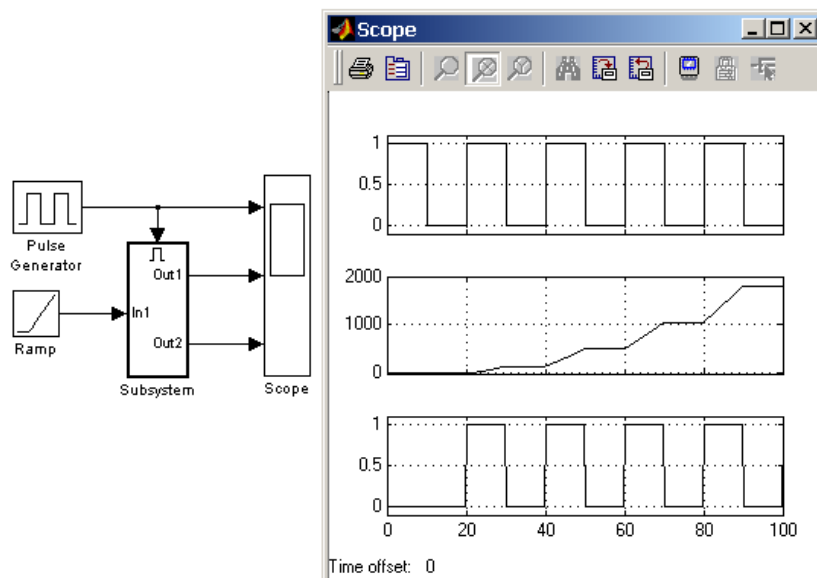 Scope
1
0.5
0
2000
1000
0
1
0.5
0
0 20 40 60 80 100
Time offset: 0
Pulse
Generator
Ramp
In1
Out1
Out2
Subsystem
Scope